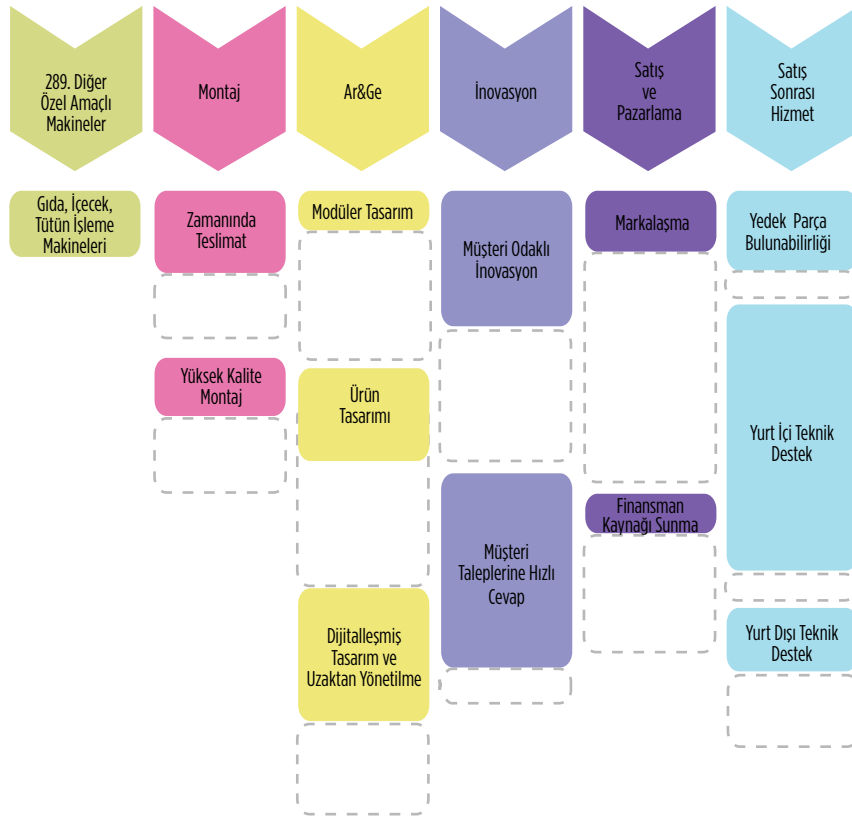 289. Diğer
Özel Amaçlı
Makineler
Montaj
Ar&Ge
İnovasyon
Satış
ve
Pazarlama
Satış
Sonrası
Hizmet
Gıda, İçecek,
Tütün İşleme
Makineleri
Zamanında
Teslimat
Yüksek Kalite
Montaj
Modüler Tasarım
Ürün
Tasarımı
Dijitalleşmiş
Tasarım ve
Uzaktan Yönetilme
Müşteri Odaklı
İnovasyon
Müşteri
Taleplerine Hızlı
Cevap
Markalaşma
Finansman
Kaynağı Sunma
Yedek Parça
Bulunabilirliği
Yurt İçi Teknik
Destek
Yurt Dışı Teknik
Destek